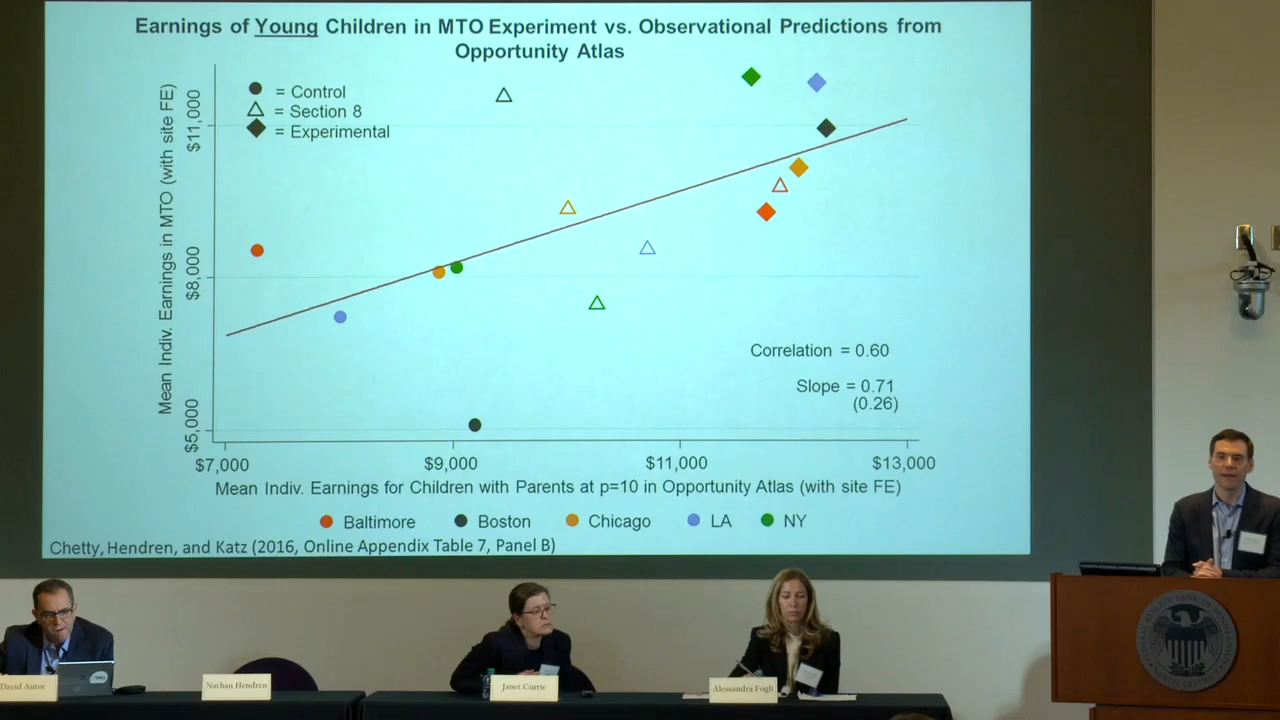 Earnings of Young Children in MTO Experiment vs. Observational Predictions from
Opportunity Atlas
= Control
= Section 8
= Experimental
Mean Indiv. Earnings in MTO (with site FE)
$11,000
$8,000
$5,000
Correlation = 0.60
Slope = 0.71
(0.26)
$7,000
$9,000
$11,000
$13,000
Mean Indiv. Earnings for Children with Parents at p=10 in Opportunity Atlas (with site FE)
Baltimore
Boston
Chicago
LA
NY
Chetty, Hendren, and Katz (2016, Online Appendix Table 7, Panel B)
David Autor
Nathan Hendren
Janet Currie
Alessandra Fogli